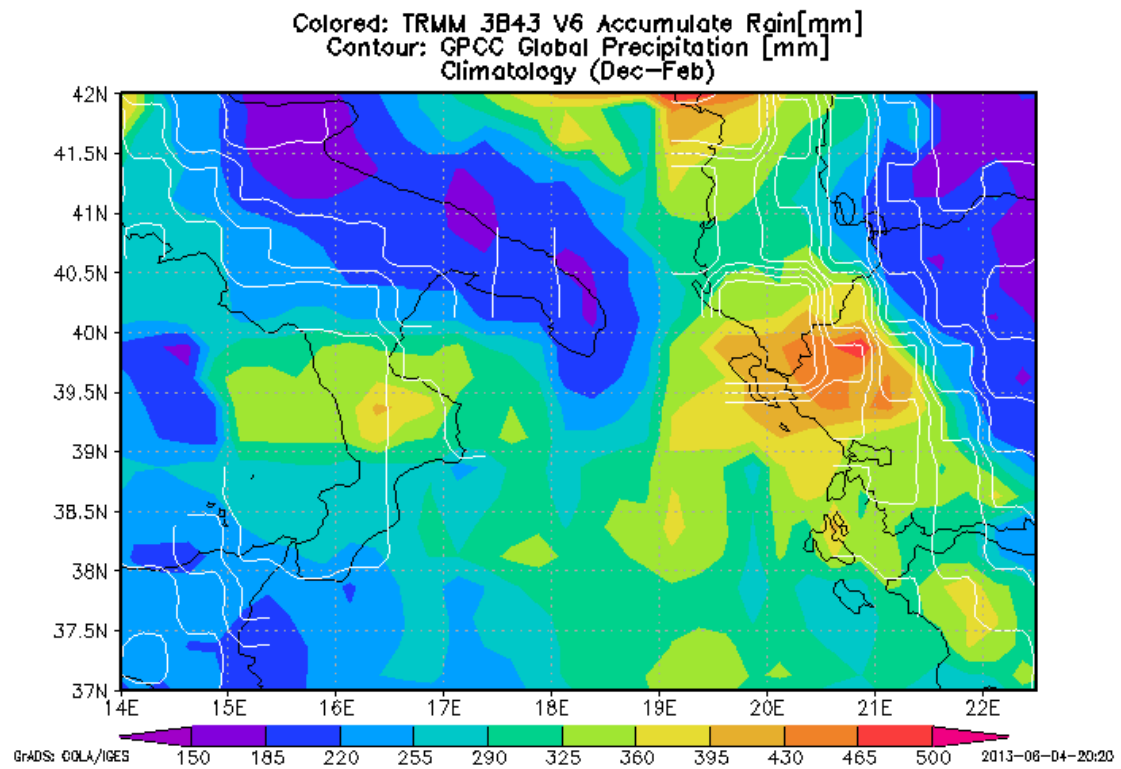 Colored: TRMM 3B43 V6 Accumulate Rain[mm]
Contour: GPCC Global Precipitation [mm]
Climatology (Dec-Feb)
42N
41.5N
41N
40.5N
40N
39.5N
39N
38.5N
38N
37.5N
37N
14E 15E 16E 17E 18E 19E 20E 21E 22E
150 185 220 255 290 325 360 395 430 465 500
GrADS: COLA/IGES 2013-06-04-20:20